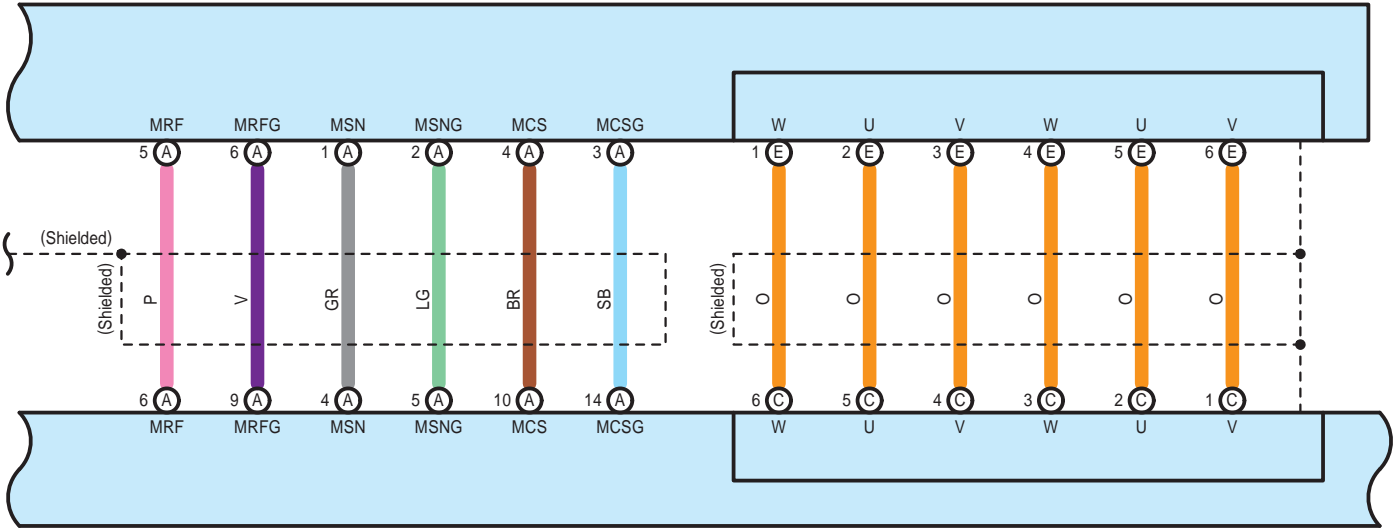 MRF MRFG MSN MSNG MCS MCSG W U V W U V
5 A 6 A 1 A 2 A 4 A 3 A 1 E 2 E 3 E 4 E 5 E 6 E
(Shielded)
(Shielded) P V GR LG BR SB (Shielded) O O O O O O
6 A 9 A 4 A 5 A 10 A 14 A 6 C 5 C 4 C 3 C 2 C 1 C
MRF MRFG MSN MSNG MCS MCSG W U V W U V